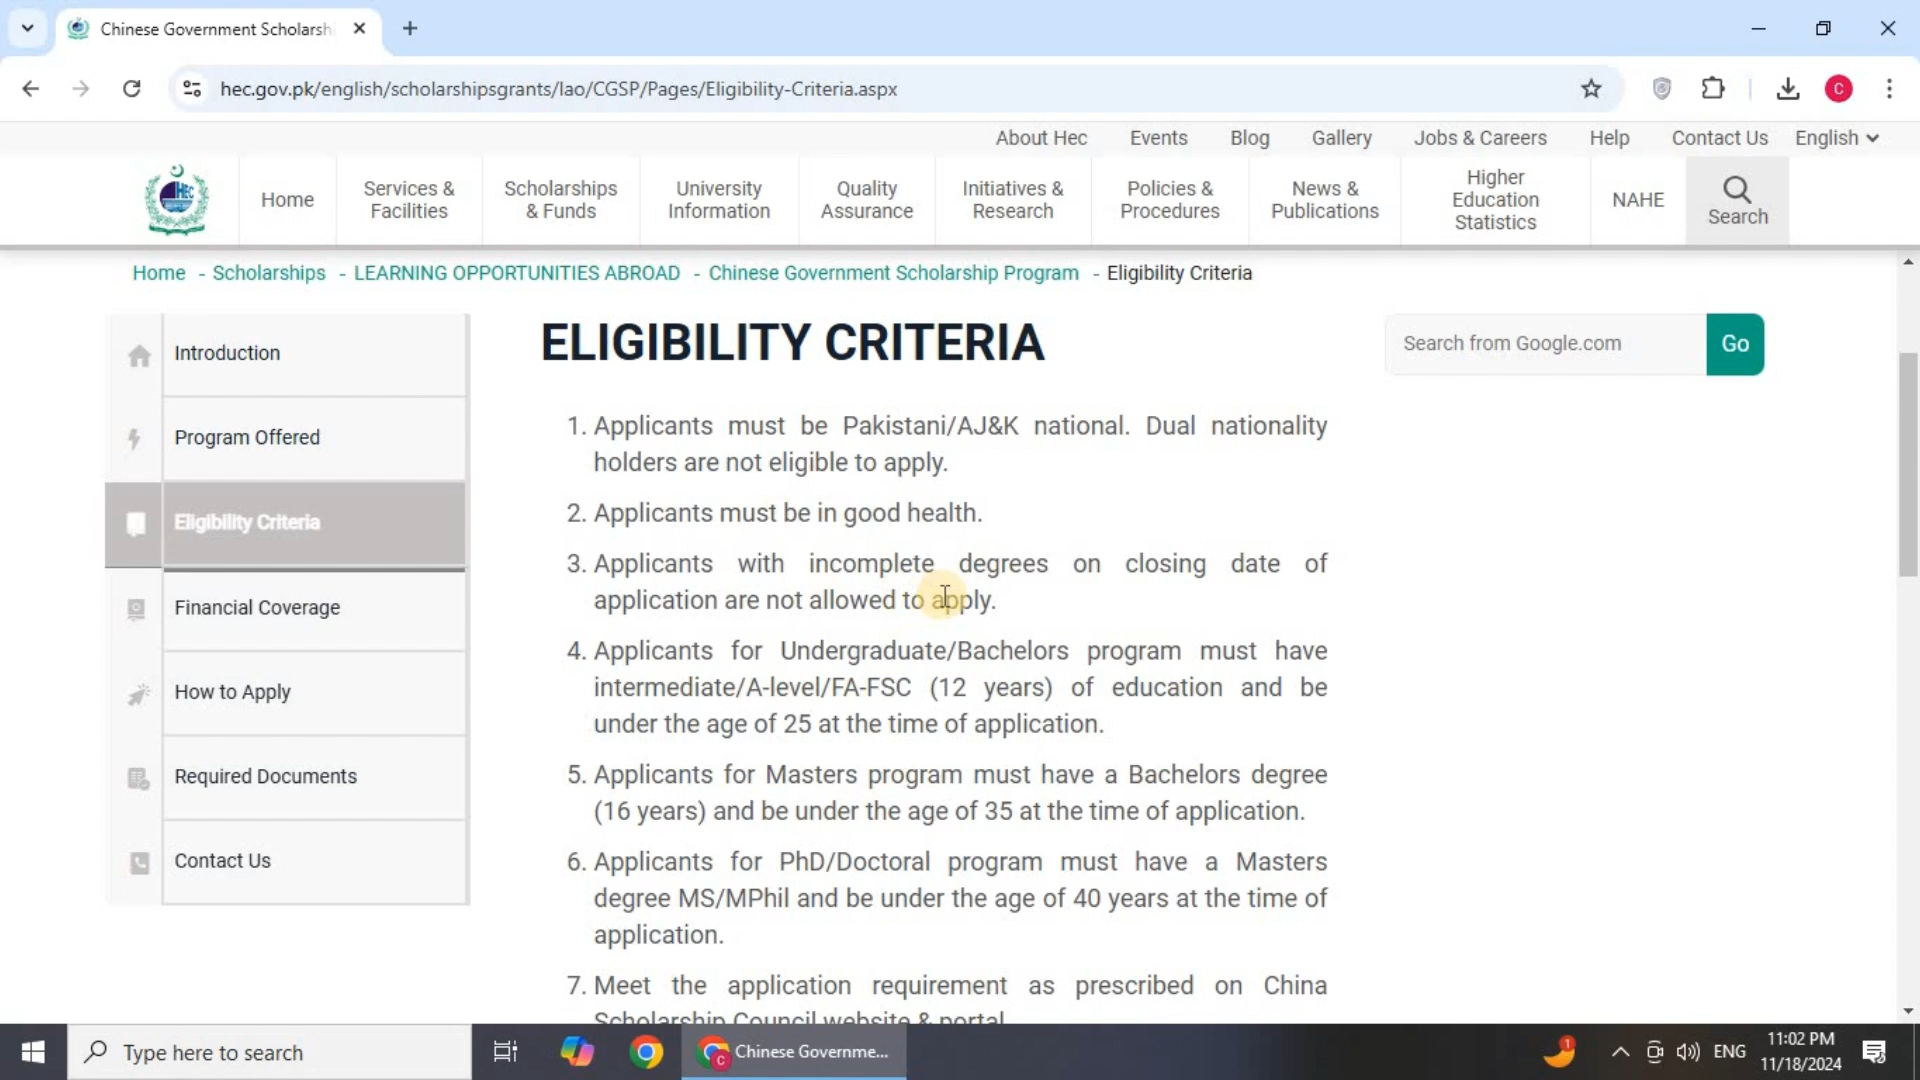 Chinese Government Scholarsh
hec.gov.pk/english/scholarshipsgrants/lao/CGSP/Pages/Eligibility-Criteria.aspx
C
About Hec Events Blog Gallery Jobs & Careers Help Contact Us English
HEC
Home
Services &
Facilities
Scholarships
& Funds
University
Information
Quality
Assurance
Initiatives &
Research
Policies &
Procedures
News &
Publications
Higher
Education
Statistics
NAHE
Search
Home - Scholarships - LEARNING OPPORTUNITIES ABROAD - Chinese Government Scholarship Program - Eligibility Criteria
Introduction
Program Offered
Eligibility Criteria
Financial Coverage
How to Apply
Required Documents
Contact Us
ELIGIBILITY CRITERIA
Search from Google.com Go
1. Applicants must be Pakistani/AJ&K national. Dual nationality
holders are not eligible to apply.
2. Applicants must be in good health.
3. Applicants with incomplete degrees on closing date of
application are not allowed to apply.
4. Applicants for Undergraduate/Bachelors program must have
intermediate/A-level/FA-FSC (12 years) of education and be
under the age of 25 at the time of application.
5. Applicants for Masters program must have a Bachelors degree
(16 years) and be under the age of 35 at the time of application.
6. Applicants for PhD/Doctoral program must have a Masters
degree MS/MPhil and be under the age of 40 years at the time of
application.
7. Meet the application requirement as prescribed on China
Scholarship Council website & portal
Type here to search
C
Chinese Governme...
1
ENG
11:02 PM
11/18/2024